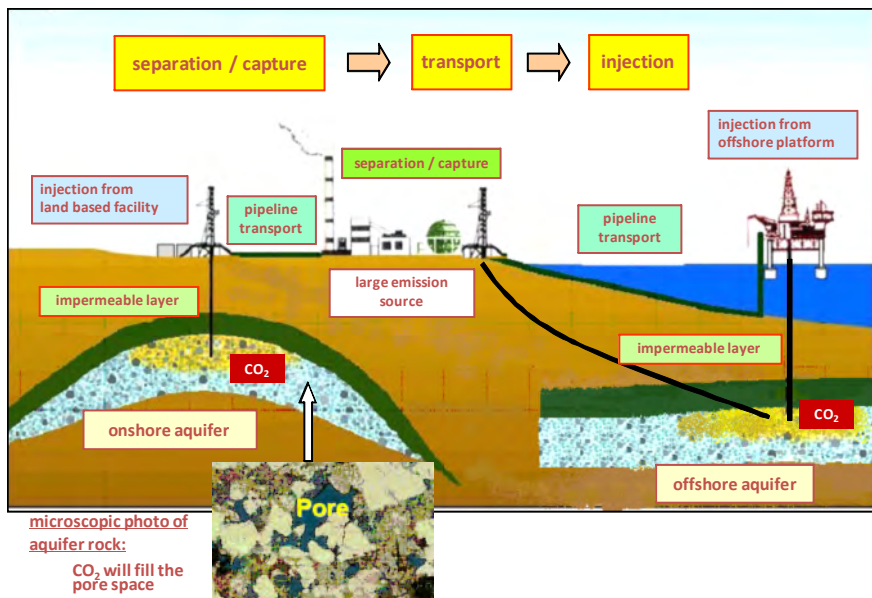 separation / capture
transport
injection
injection from
offshore platform
separation / capture
injection from
land based facility
pipeline
transport
pipeline
transport
large emission
source
impermeable layer
impermeable layer
CO₂
CO₂
onshore aquifer
offshore aquifer
Pore
microscopic photo of
aquifer rock:
CO₂ will fill the
pore space